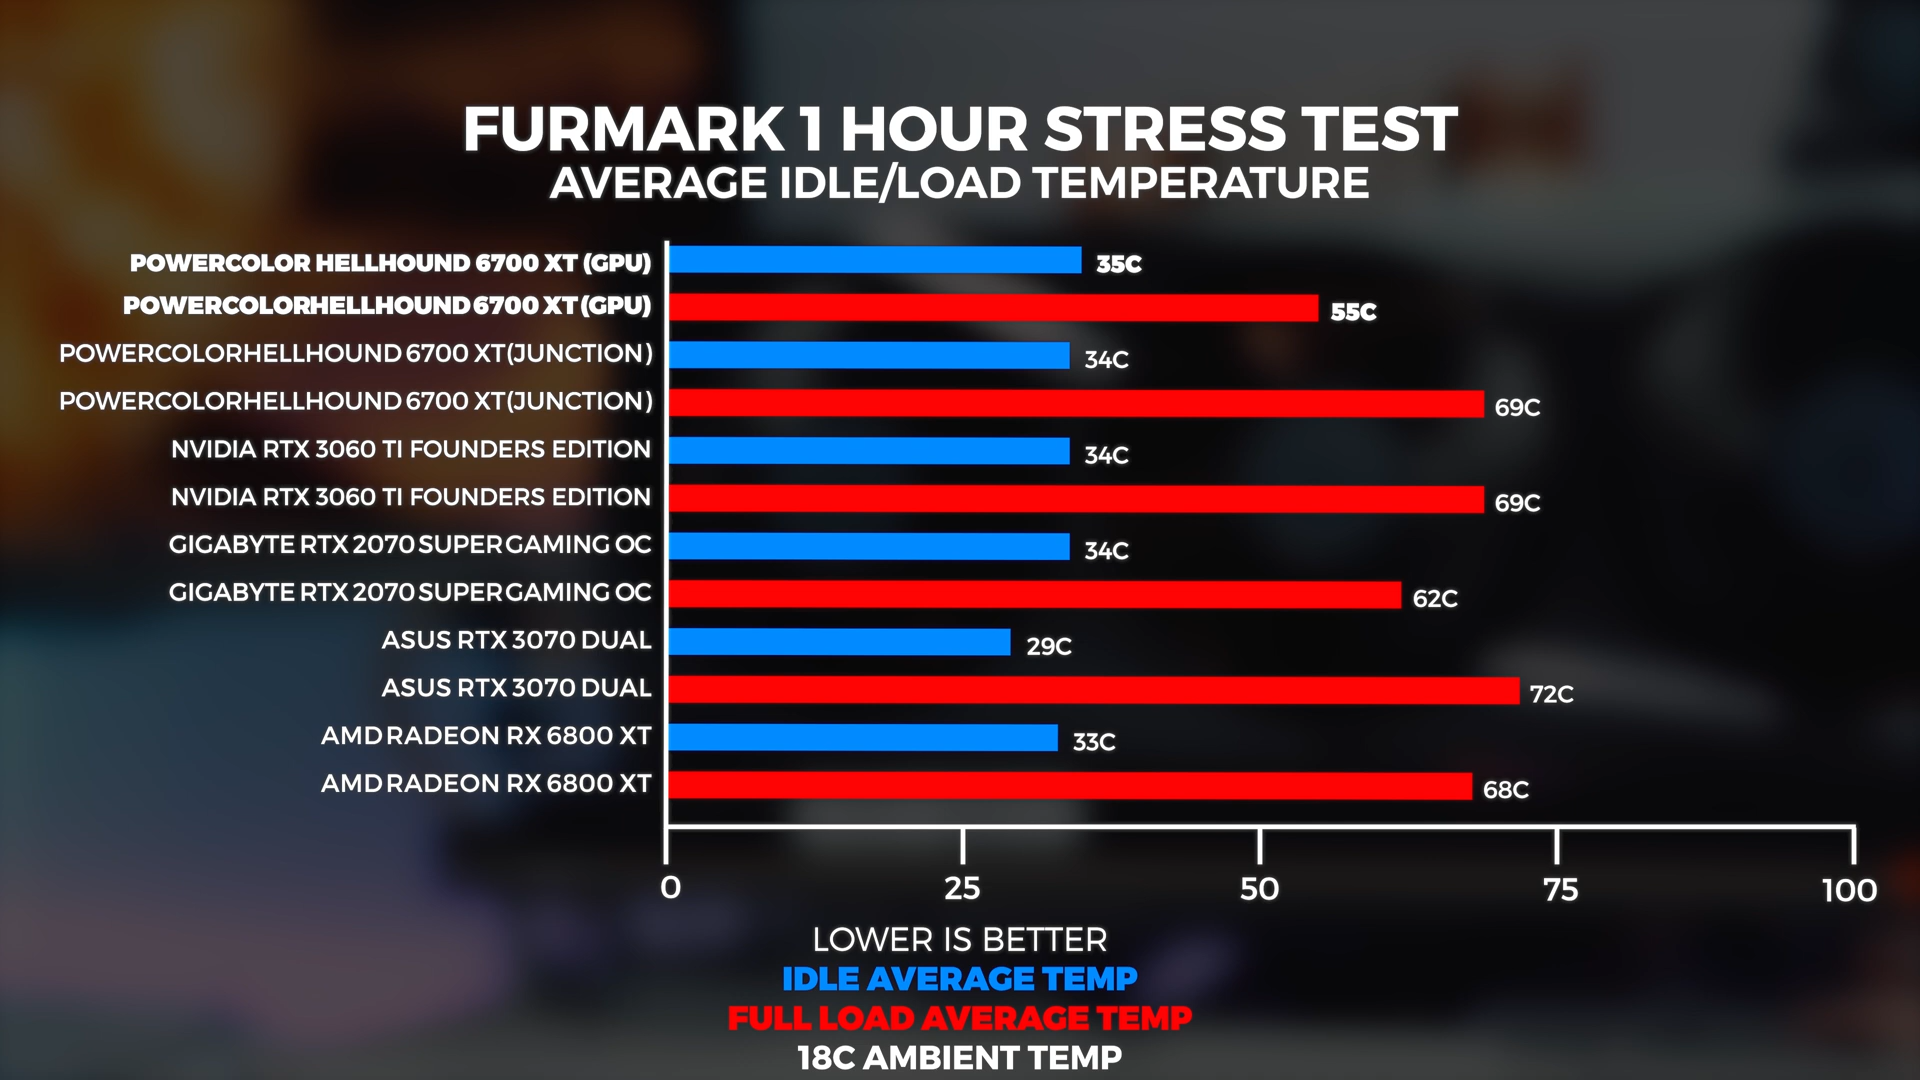 FURMARK 1 HOUR STRESS TEST
AVERAGE IDLE/LOAD TEMPERATURE
POWERCOLOR HELLHOUND 6700 XT (GPU) 35C
POWERCOLORHELLHOUND 6700 XT (GPU) 55C
POWERCOLORHELLHOUND 6700 XT(JUNCTION) 34C
POWERCOLORHELLHOUND 6700 XT(JUNCTION) 69C
NVIDIA RTX 3060 TI FOUNDERS EDITION 34C
NVIDIA RTX 3060 TI FOUNDERS EDITION 69C
GIGABYTE RTX 2070 SUPER GAMING OC 34C
GIGABYTE RTX 2070 SUPER GAMING OC 62C
ASUS RTX 3070 DUAL 29C
ASUS RTX 3070 DUAL 72C
AMD RADEON RX 6800 XT 33C
AMD RADEON RX 6800 XT 68C
0 25 50 75 100
LOWER IS BETTER
IDLE AVERAGE TEMP
FULL LOAD AVERAGE TEMP
18C AMBIENT TEMP